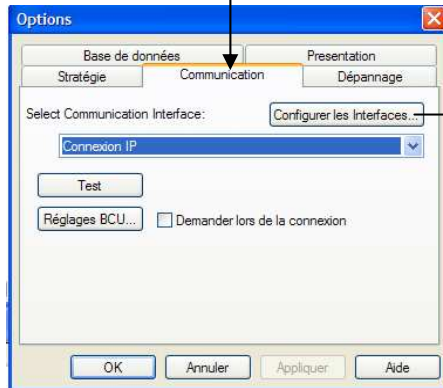 Options
Base de données Presentation
Stratégie Communication Dépannage
Select Communication Interface: Configurer les Interfaces...
Connexion IP
Test
Réglages BCU... Demander lors de la connexion
OK Annuler Appliquer Aide